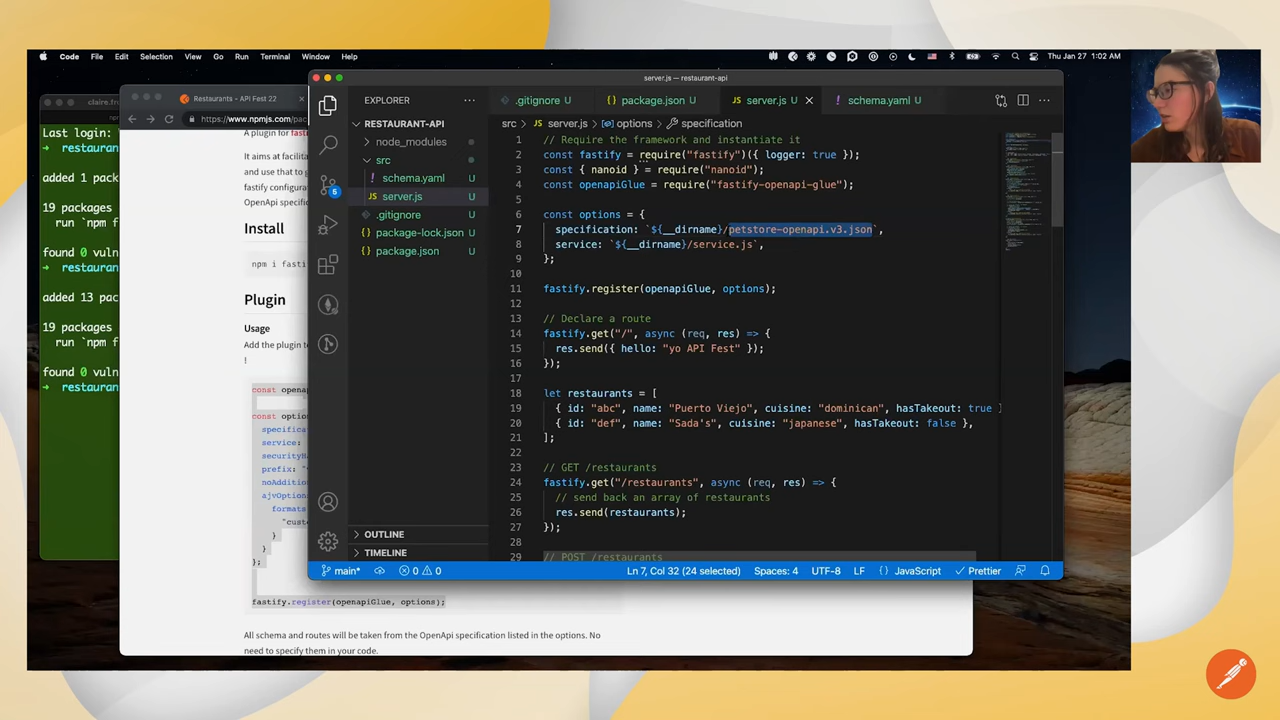 Code File Edit Selection View Go Run Terminal Window Help
Thu Jan 27 1:02 AM
server.js — restaurant-api
claire.fr
Restaurants - API Fest 22
https://www.npmjs.com/pac
Last login:
restauran
added 1 pack
19 packages
run `npm f
found 0 vuln
restauran
added 13 pac
19 packages
run `npm f
found 0 vuln
restauran
A plugin for fastif
It aims at facilitat
and use that to g
fastify configurat
OpenApi specific
Install
npm i fasti
Plugin
Usage
Add the plugin to
!
const opena
const optio
specifica
service:
securityHa
prefix: "
noAddition
ajvOption
formats
"cust
}
}
};
fastify.register(openapiGlue, options);
All schema and routes will be taken from the OpenApi specification listed in the options. No
need to specify them in your code.
EXPLORER
RESTAURANT-API
node_modules
src
schema.yaml U
JS server.js U
.gitignore U
package-lock.json U
package.json U
OUTLINE
TIMELINE
6
.gitignore U
package.json U
JS server.js U
schema.yaml U
src > JS server.js > options > specification
1 // Require the framework and instantiate it
2 const fastify = require("fastify")({ logger: true });
3 const { nanoid } = require("nanoid");
4 const openapiGlue = require("fastify-openapi-glue");
5
6 const options = {
7 specification: `${__dirname}/petstore-openapi.v3.json`,
8 service: `${__dirname}/service.js`,
9 };
10
11 fastify.register(openapiGlue, options);
12
13 // Declare a route
14 fastify.get("/", async (req, res) => {
15 res.send({ hello: "yo API Fest" });
16 });
17
18 let restaurants = [
19 { id: "abc", name: "Puerto Viejo", cuisine: "dominican", hasTakeout: true }
20 { id: "def", name: "Sada's", cuisine: "japanese", hasTakeout: false },
21 ];
22
23 // GET /restaurants
24 fastify.get("/restaurants", async (req, res) => {
25 // send back an array of restaurants
26 res.send(restaurants);
27 });
28
29 // POST /restaurants
main* 0 0
Ln 7, Col 32 (24 selected) Spaces: 4 UTF-8 LF {} JavaScript Prettier